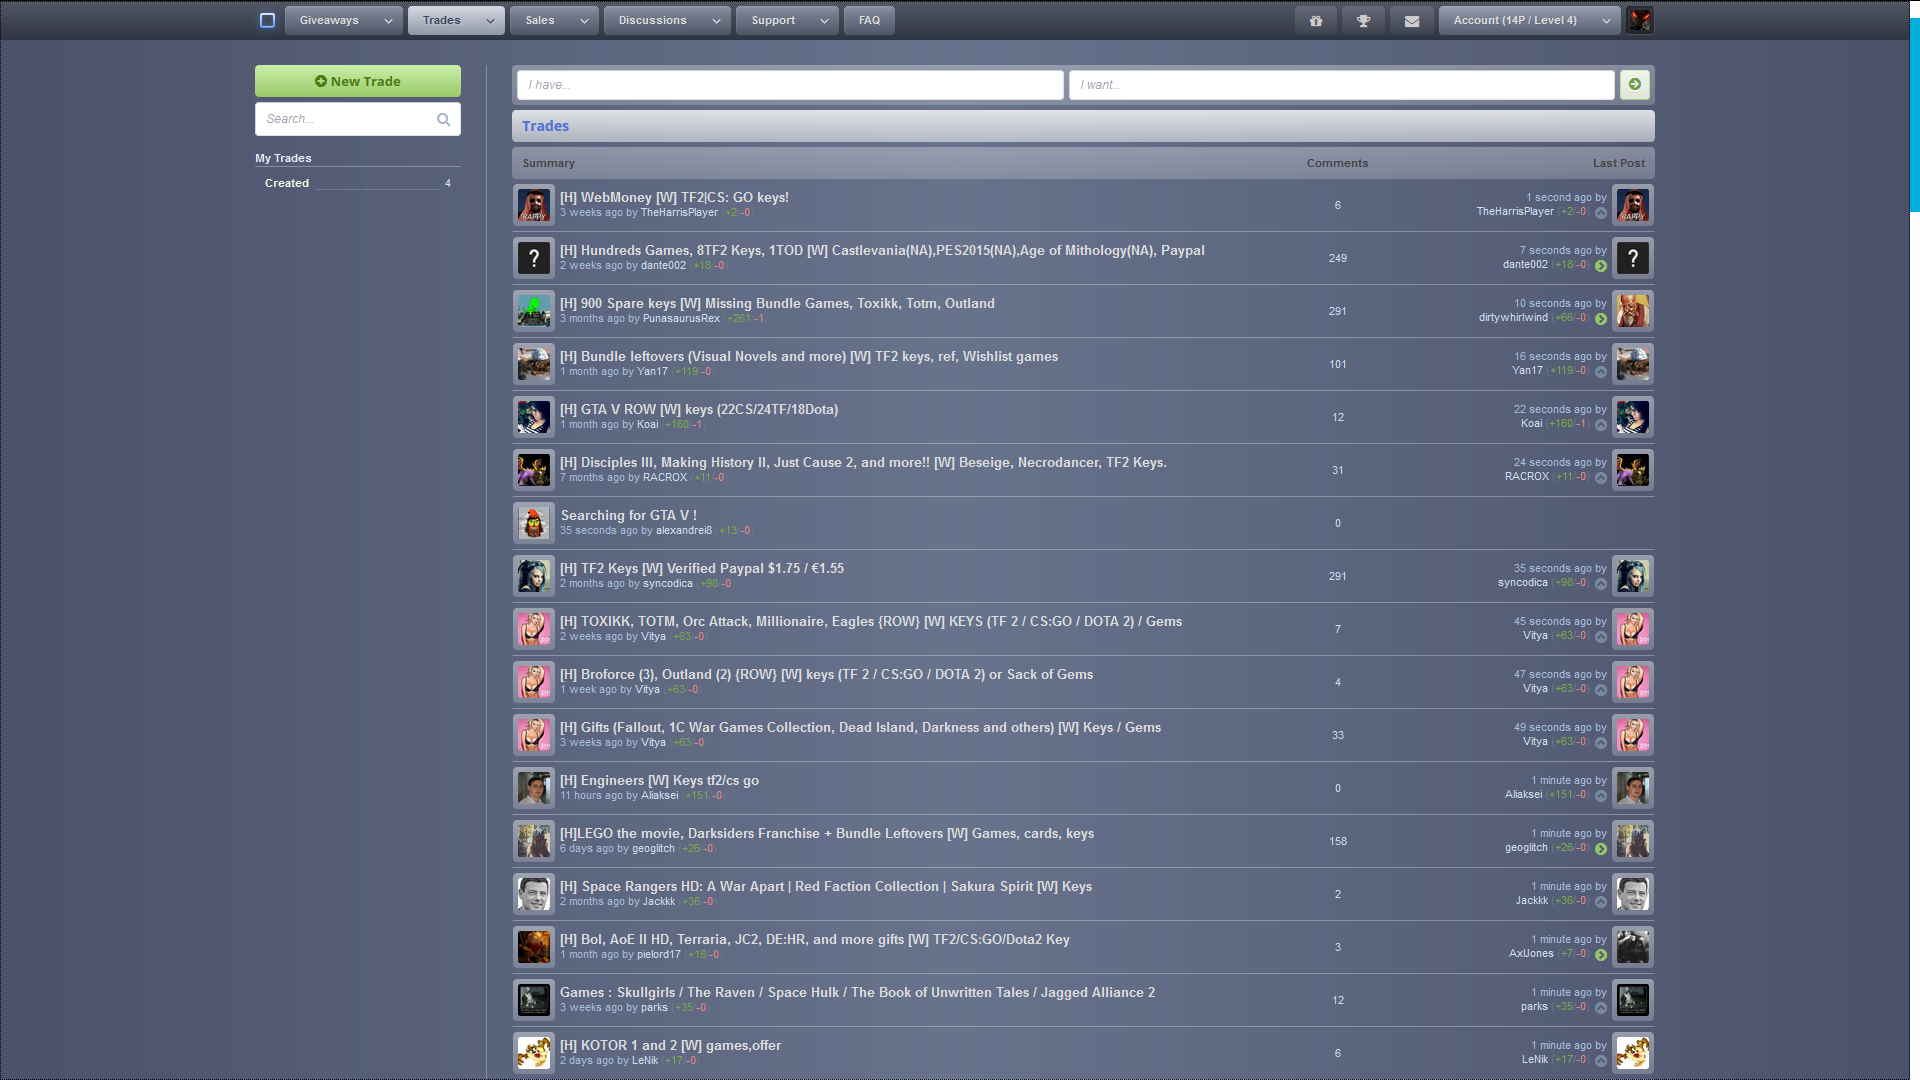 Giveaways Trades Sales Discussions Support FAQ Account (14P / Level 4)
New Trade
Search...
My Trades
Created 4
I have... I want...
Trades
Summary Comments Last Post
[H] WebMoney [W] TF2|CS: GO keys!
3 weeks ago by TheHarrisPlayer +2/-0
6
1 second ago by
TheHarrisPlayer (+2/-0)
[H] Hundreds Games, 8TF2 Keys, 1TOD [W] Castlevania(NA),PES2015(NA),Age of Mithology(NA), Paypal
2 weeks ago by dante002 (+18/-0)
249
7 seconds ago by
dante002 (+18/-0)
[H] 900 Spare keys [W] Missing Bundle Games, Toxikk, Totm, Outland
3 months ago by PunasaurusRex (+261/-1)
291
10 seconds ago by
dirtywhirlwind (+66/-0)
[H] Bundle leftovers (Visual Novels and more) [W] TF2 keys, ref, Wishlist games
1 month ago by Yan17 (+119/-0)
101
16 seconds ago by
Yan17 (+119/-0)
[H] GTA V ROW [W] keys (22CS/24TF/18Dota)
1 month ago by Koai (+160/-1)
12
22 seconds ago by
Koai (+160/-1)
[H] Disciples III, Making History II, Just Cause 2, and more!! [W] Beseige, Necrodancer, TF2 Keys.
7 months ago by RACROX (+11/-0)
31
24 seconds ago by
RACROX (+11/-0)
Searching for GTA V !
35 seconds ago by alexandrei8 (+13/-0)
0
[H] TF2 Keys [W] Verified Paypal $1.75 / €1.55
2 months ago by syncodica (+98/-0)
291
35 seconds ago by
syncodica (+98/-0)
[H] TOXIKK, TOTM, Orc Attack, Millionaire, Eagles {ROW} [W] KEYS (TF 2 / CS:GO / DOTA 2) / Gems
2 weeks ago by Vitya (+63/-0)
7
45 seconds ago by
Vitya (+63/-0)
[H] Broforce (3), Outland (2) {ROW} [W] keys (TF 2 / CS:GO / DOTA 2) or Sack of Gems
1 week ago by Vitya (+63/-0)
4
47 seconds ago by
Vitya (+63/-0)
[H] Gifts (Fallout, 1C War Games Collection, Dead Island, Darkness and others) [W] Keys / Gems
3 weeks ago by Vitya (+63/-0)
33
49 seconds ago by
Vitya (+63/-0)
[H] Engineers [W] Keys tf2/cs go
11 hours ago by Aliaksei (+151/-0)
0
1 minute ago by
Aliaksei (+151/-0)
[H]LEGO the movie, Darksiders Franchise + Bundle Leftovers [W] Games, cards, keys
6 days ago by geoglitch (+26/-0)
158
1 minute ago by
geoglitch (+26/-0)
[H] Space Rangers HD: A War Apart | Red Faction Collection | Sakura Spirit [W] Keys
2 months ago by Jackkk (+36/-0)
2
1 minute ago by
Jackkk (+36/-0)
[H] BoI, AoE II HD, Terraria, JC2, DE:HR, and more gifts [W] TF2/CS:GO/Dota2 Key
1 month ago by pielord17 (+16/-0)
3
1 minute ago by
AxlJones (+7/-0)
Games : Skullgirls / The Raven / Space Hulk / The Book of Unwritten Tales / Jagged Alliance 2
3 weeks ago by parks (+35/-0)
12
1 minute ago by
parks (+35/-0)
[H] KOTOR 1 and 2 [W] games,offer
2 days ago by LeNik (+17/-0)
6
1 minute ago by
LeNik (+17/-0)